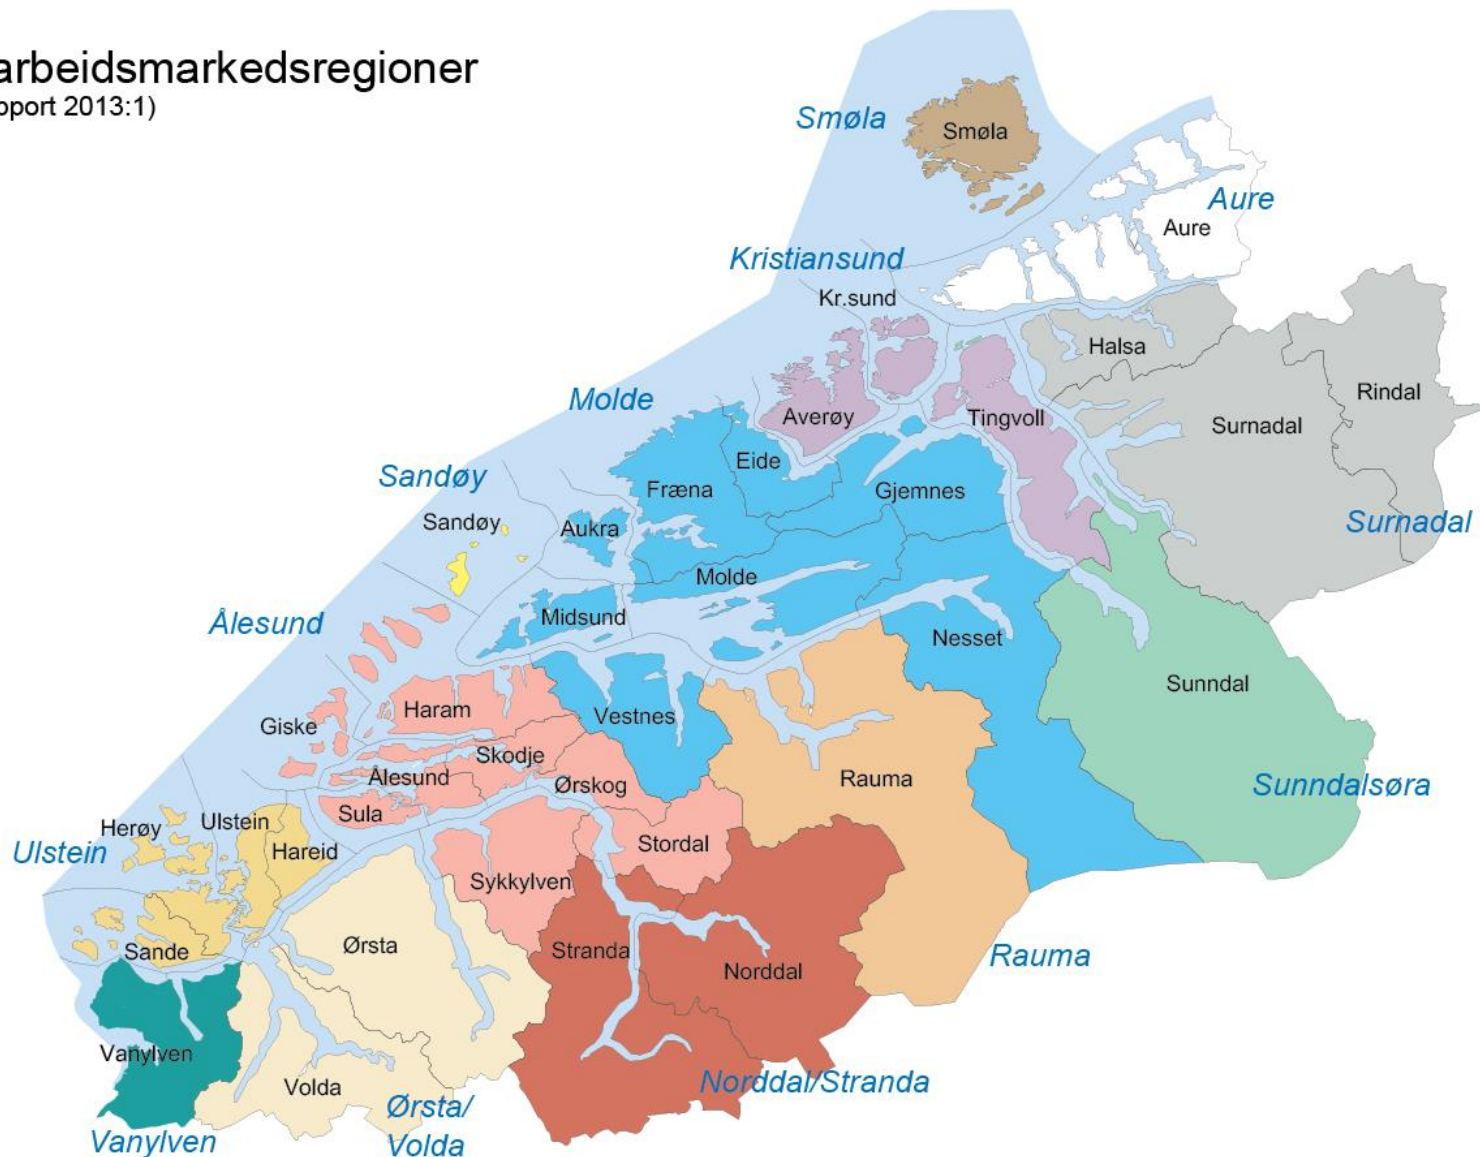 arbeidsmarkedsregioner
pport 2013:1)
Smøla
Smøla
Aure
Aure
Kristiansund
Kr.sund
Halsa
Rindal
Molde
Averøy
Tingvoll
Surnadal
Eide
Sandøy
Fræna
Gjemnes
Sandøy
Aukra
Surnadal
Molde
Midsund
Ålesund
Nesset
Sunndal
Haram
Vestnes
Giske
Skodje
Ålesund
Ørskog
Rauma
Sunndalsøra
Sula
Herøy
Ulstein
Hareid
Stordal
Ulstein
Sykkylven
Ørsta
Sande
Stranda
Norddal
Rauma
Vanylven
Volda
Norddal/Stranda
Ørsta/
Volda
Vanylven